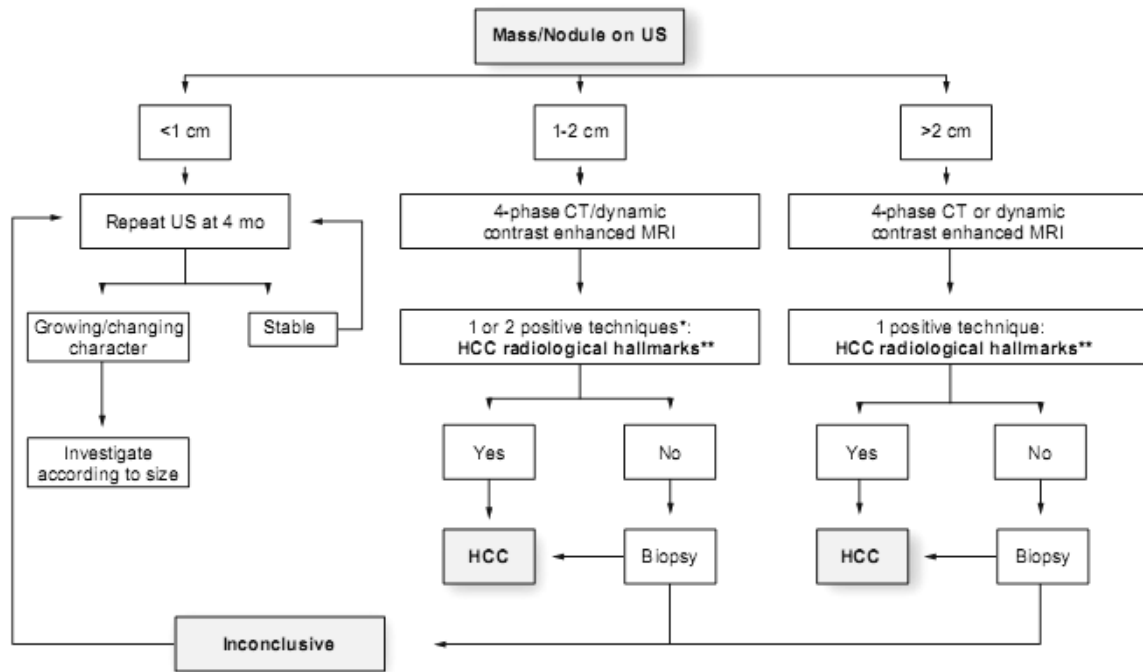 Mass/Nodule on US
<1 cm
1-2 cm
>2 cm
Repeat US at 4 mo
4-phase CT/dynamic
contrast enhanced MRI
4-phase CT or dynamic
contrast enhanced MRI
Growing/changing
character
Stable
1 or 2 positive techniques*:
HCC radiological hallmarks**
1 positive technique:
HCC radiological hallmarks**
Investigate
according to size
Yes
No
Yes
No
HCC
Biopsy
HCC
Biopsy
Inconclusive